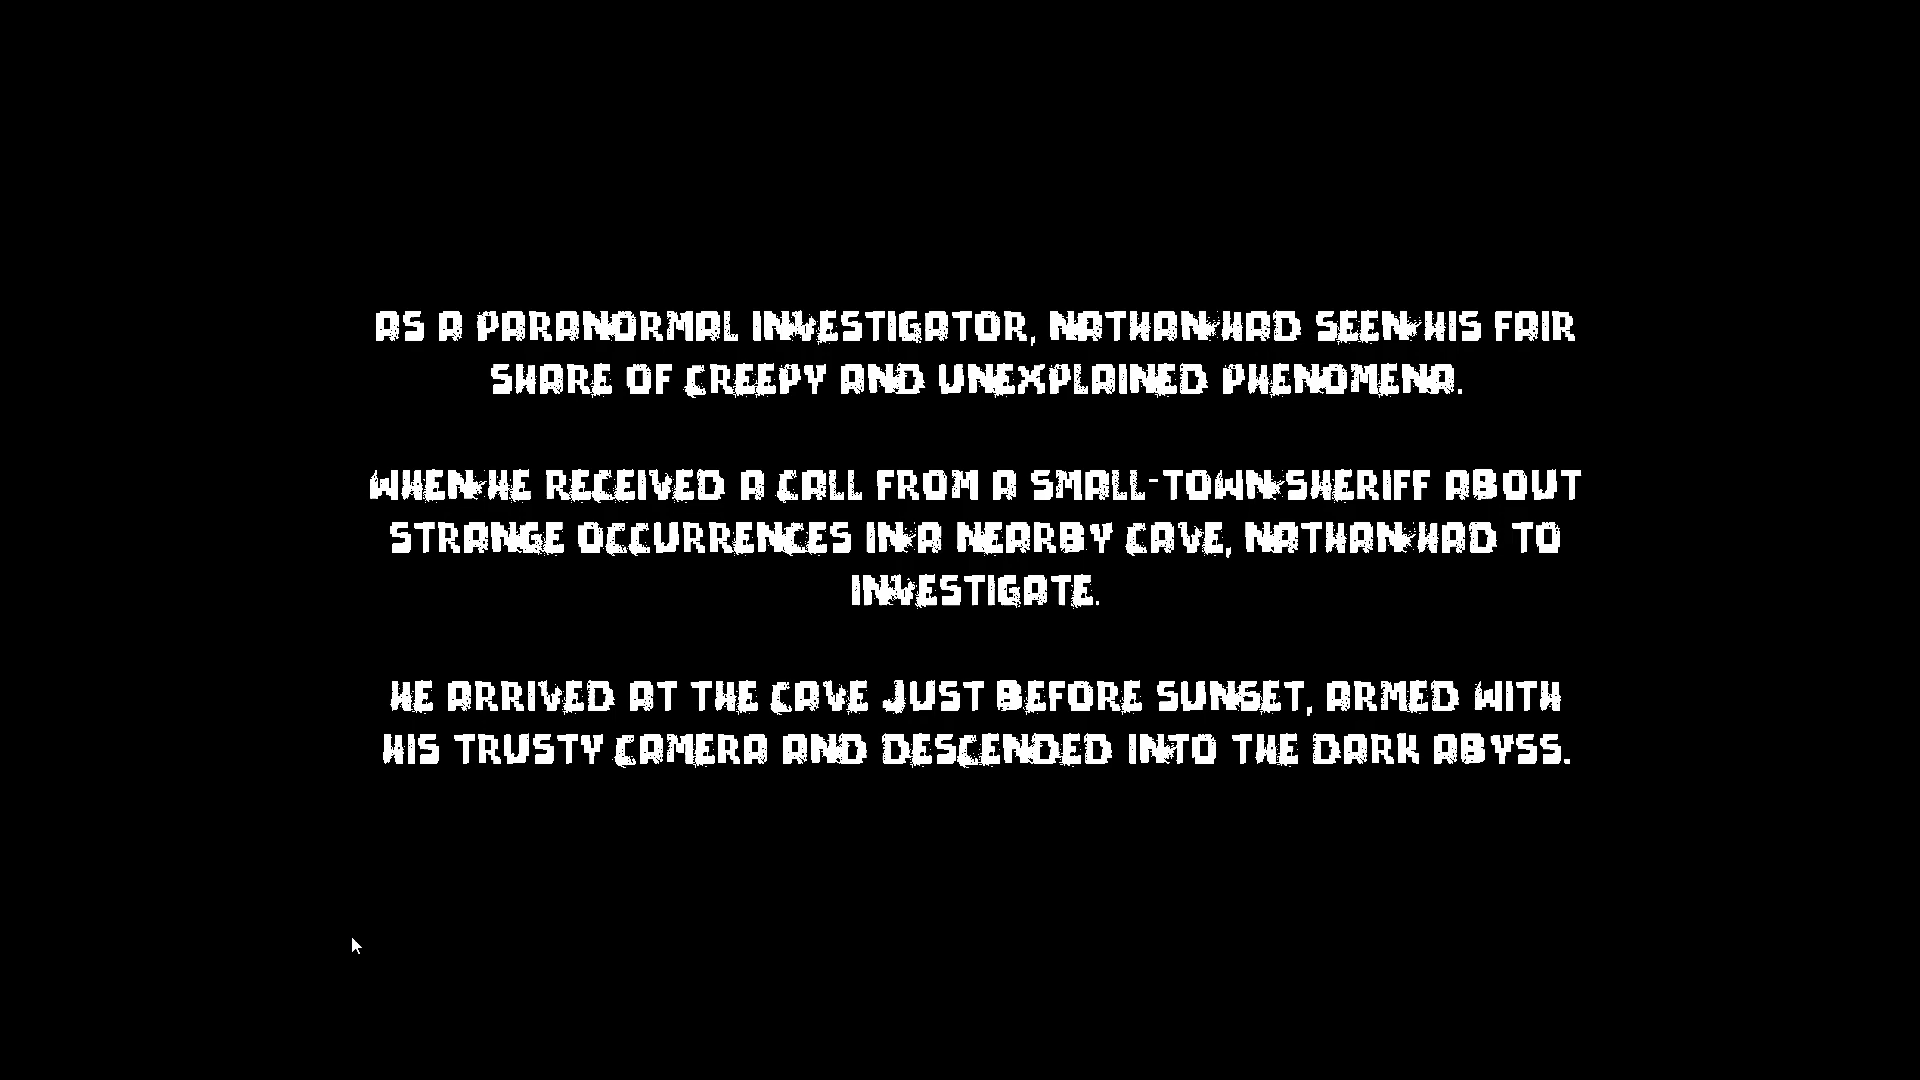 AS A PARANORMAL INVESTIGATOR, NATHAN HAD SEEN HIS FAIR
SHARE OF CREEPY AND UNEXPLAINED PHENOMENA.
WHEN HE RECEIVED A CALL FROM A SMALL-TOWN SHERIFF ABOUT
STRANGE OCCURRENCES IN A NEARBY CAVE, NATHAN HAD TO
INVESTIGATE.
HE ARRIVED AT THE CAVE JUST BEFORE SUNSET, ARMED WITH
HIS TRUSTY CAMERA AND DESCENDED INTO THE DARK ABYSS.